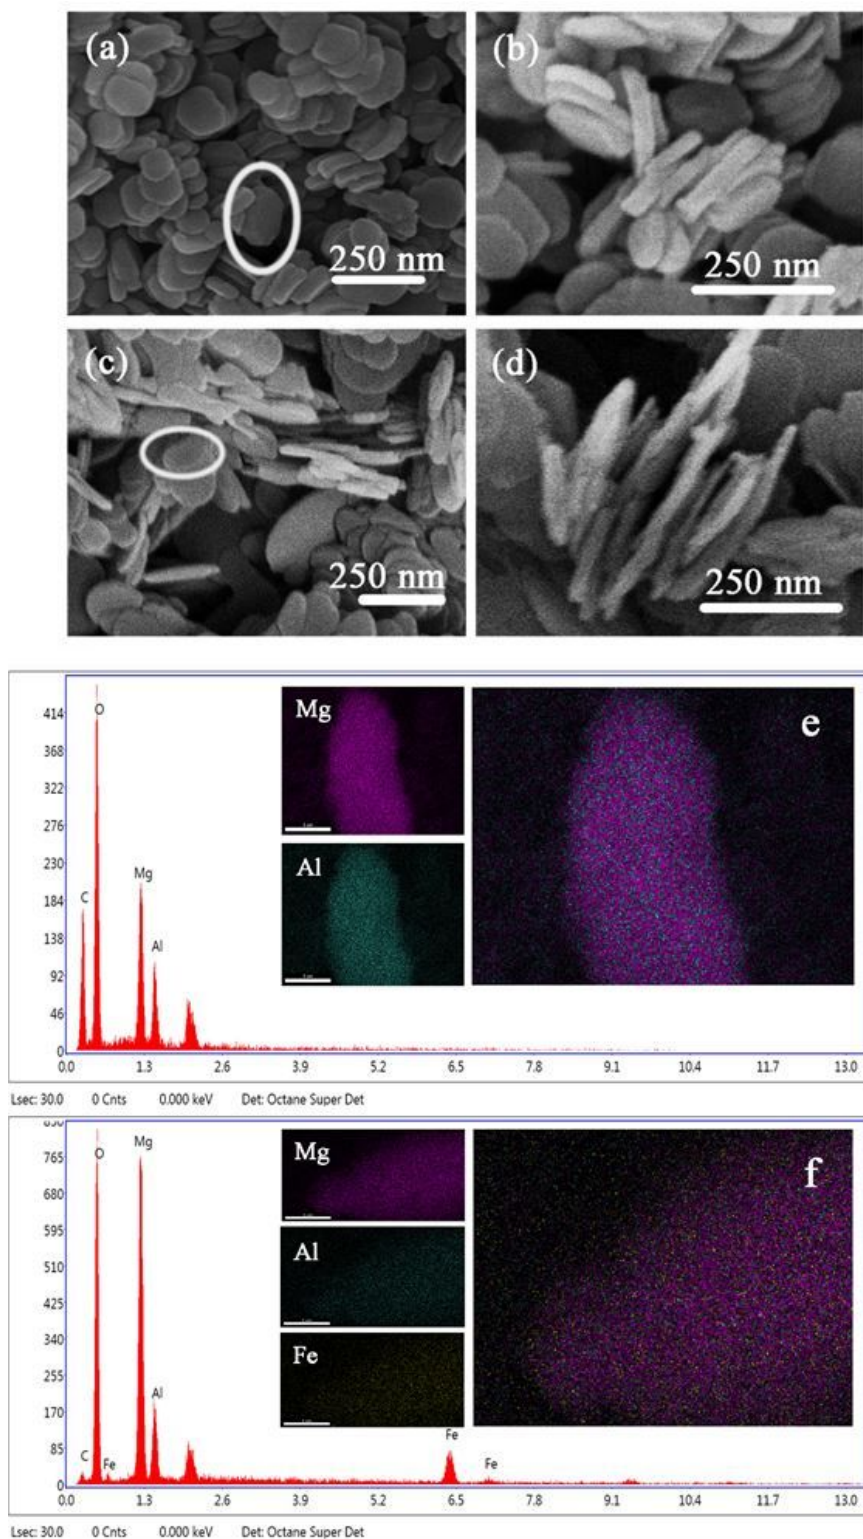 (a)
(b)
250 nm
250 nm
(c)
(d)
250 nm
250 nm
414
368
322
276
230
184
138
92
46
0
O
C
Mg
Al
Mg
Al
e
0.0 1.3 2.6 3.9 5.2 6.5 7.8 9.1 10.4 11.7 13.0
Lsec: 30.0 0 Cnts 0.000 keV Det: Octane Super Det
850
765
680
595
510
425
340
255
170
85
0
O
Mg
C
Fe
Al
Fe
Fe
Mg
Al
Fe
f
0.0 1.3 2.6 3.9 5.2 6.5 7.8 9.1 10.4 11.7 13.0
Lsec: 30.0 0 Cnts 0.000 keV Det: Octane Super Det